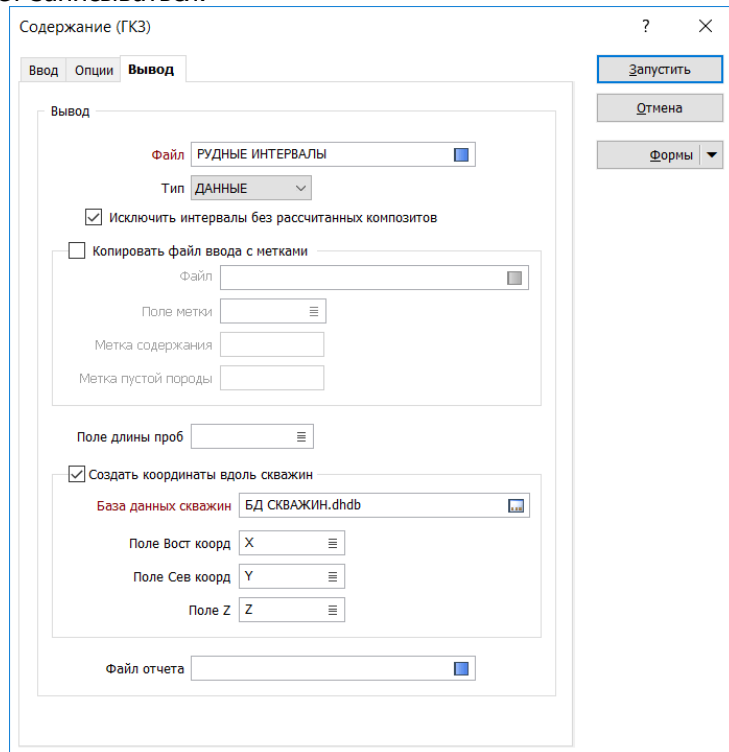 Содержание (ГКЗ) ? ×
Ввод Опции Вывод
Запустить
Отмена
Формы
Вывод
Файл РУДНЫЕ ИНТЕРВАЛЫ
Тип ДАННЫЕ
Исключить интервалы без рассчитанных композитов
Копировать файл ввода с метками
Файл
Поле метки
Метка содержания
Метка пустой породы
Поле длины проб
Создать координаты вдоль скважин
База данных скважин БД СКВАЖИН.dhdb
Поле Вост коорд X
Поле Сев коорд Y
Поле Z Z
Файл отчета